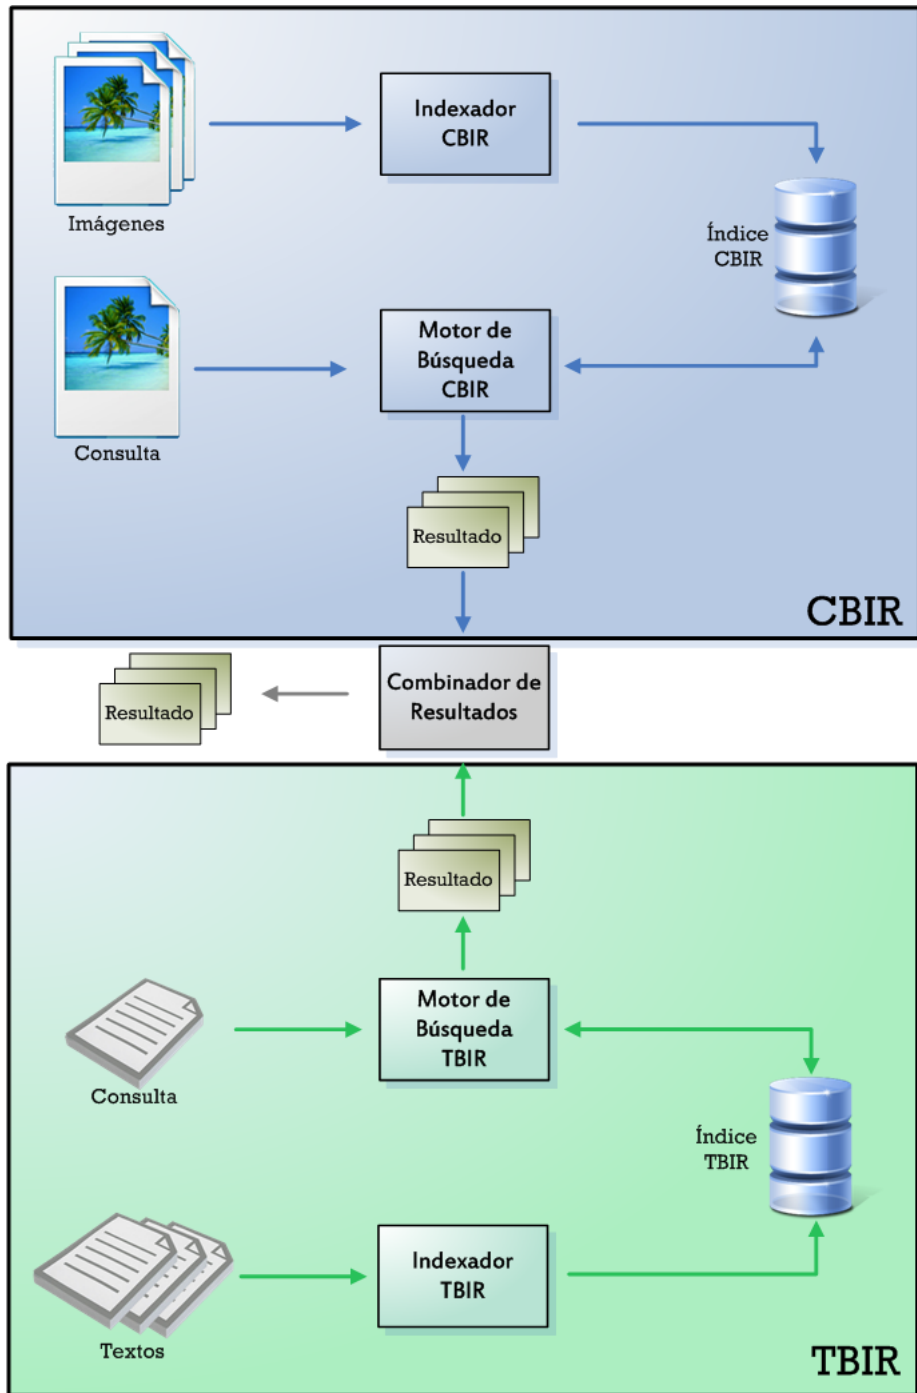 Indexador
CBIR
Imágenes
Índice
CBIR
Motor de
Búsqueda
CBIR
Consulta
Resultado
CBIR
Combinador de
Resultados
Resultado
Resultado
Motor de
Búsqueda
TBIR
Consulta
Índice
TBIR
Indexador
TBIR
Textos
TBIR